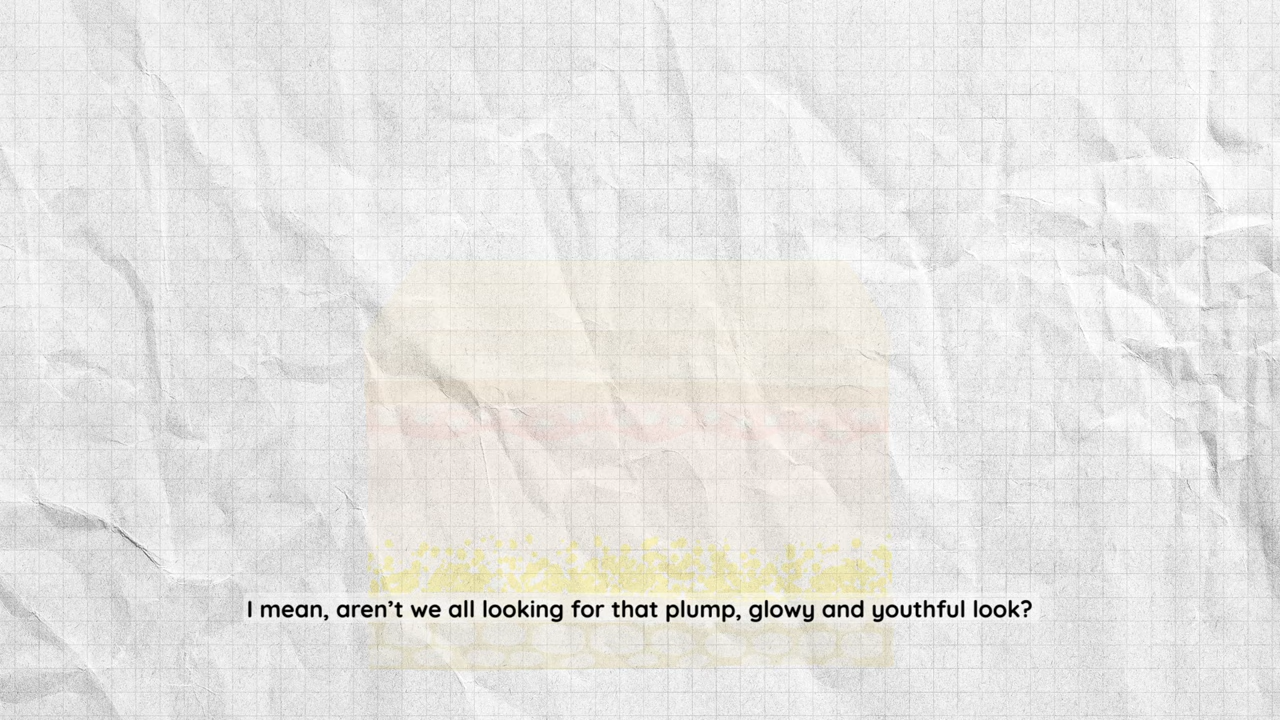 I mean, aren’t we all looking for that plump, glowy and youthful look?